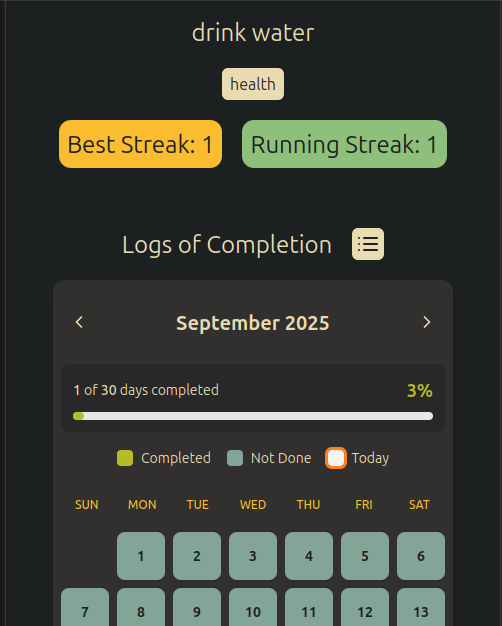 drink water
health
Best Streak: 1 Running Streak: 1
Logs of Completion
September 2025
1 of 30 days completed 3%
Completed Not Done Today
SUN MON TUE WED THU FRI SAT
1 2 3 4 5 6
7 8 9 10 11 12 13